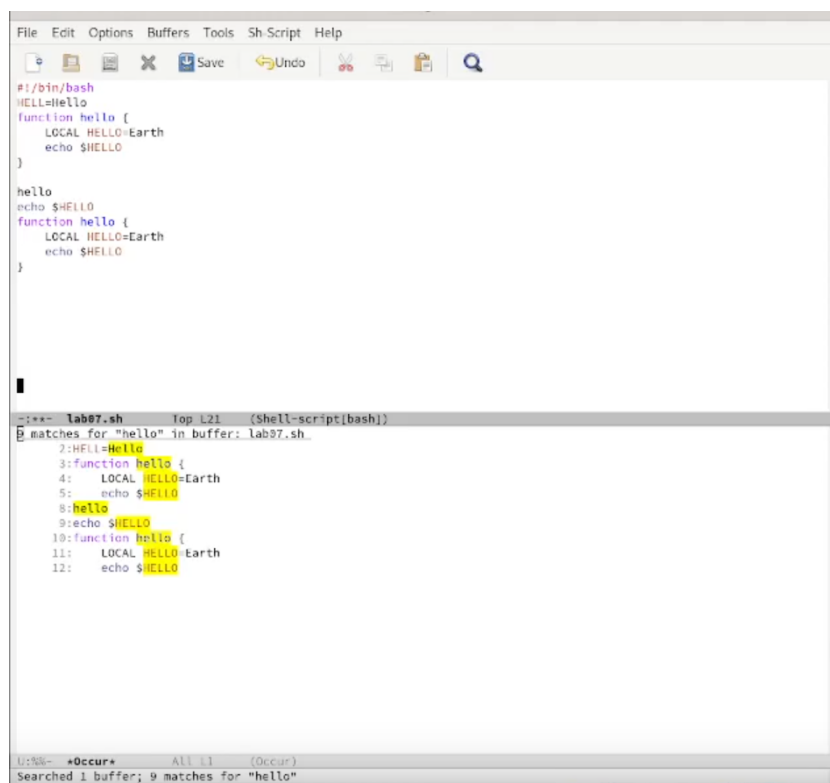 File Edit Options Buffers Tools Sh-Script Help
Save Undo
#!/bin/bash
HELL=Hello
function hello {
    LOCAL HELLO=Earth
    echo $HELLO
}
hello
echo $HELLO
function hello {
    LOCAL HELLO=Earth
    echo $HELLO
}
-:**- lab07.sh Top L21 (Shell-script[bash])
9 matches for "hello" in buffer: lab07.sh
2:HELL=Hello
3:function hello {
4:    LOCAL HELLO=Earth
5:    echo $HELLO
8:hello
9:echo $HELLO
10:function hello {
11:    LOCAL HELLO=Earth
12:    echo $HELLO
U:%%- *Occur* All L1 (Occur)
Searched 1 buffer; 9 matches for "hello"